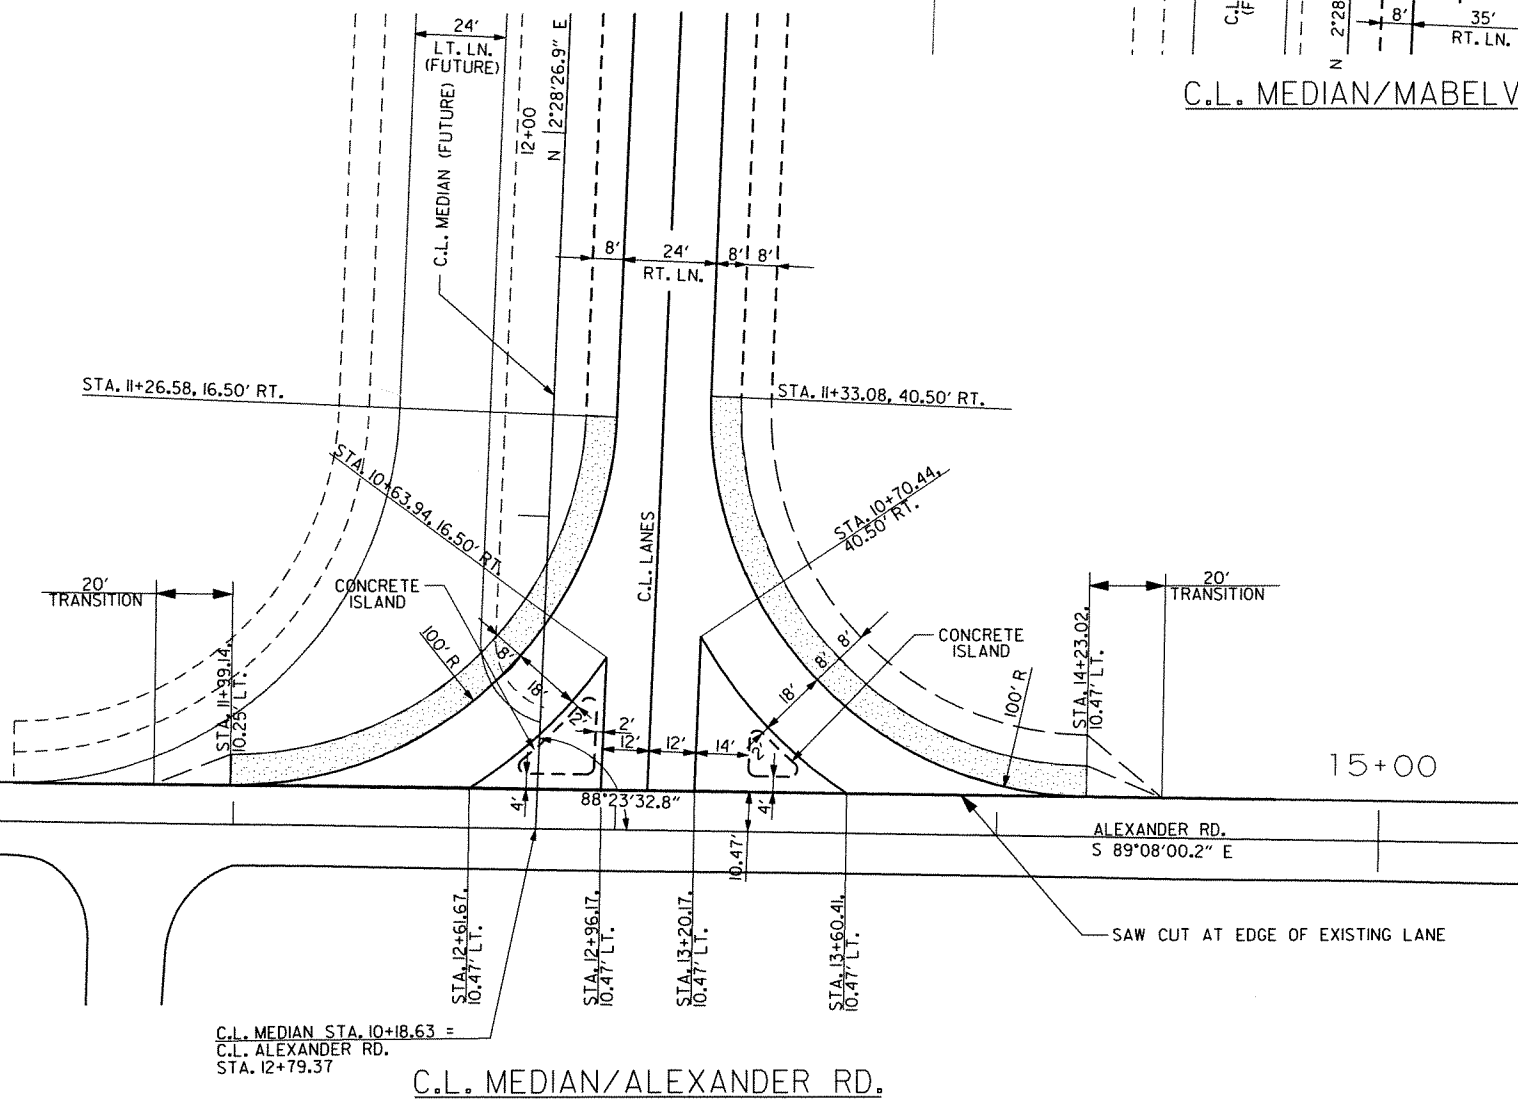 24'
LT. LN.
(FUTURE)
C.L. MEDIAN (FUTURE)
12+00
N 2°28'26.9" E
8'
24'
RT. LN.
8'
8'
C.L.
(F
N 2°28
8'
35'
RT. LN.
C.L. MEDIAN/MABELV
STA. 11+26.58, 16.50' RT.
STA. 11+33.08, 40.50' RT.
STA. 10+63.94, 16.50' RT.
STA. 10+70.44,
40.50' RT.
C.L. LANES
20'
TRANSITION
CONCRETE
ISLAND
100' R
STA. 11+99.14,
10.25' LT.
8'
18'
2'
2'
12'
12'
14'
2'
18'
8'
8'
CONCRETE
ISLAND
100' R
STA. 14+23.02,
10.47' LT.
20'
TRANSITION
4'
88°23'32.8"
4'
10.47'
15+00
ALEXANDER RD.
S 89°08'00.2" E
STA. 12+61.67,
10.47' LT.
STA. 12+96.17,
10.47' LT.
STA. 13+20.17,
10.47' LT.
STA. 13+60.41,
10.47' LT.
SAW CUT AT EDGE OF EXISTING LANE
C.L. MEDIAN STA. 10+18.63 =
C.L. ALEXANDER RD.
STA. 12+79.37
C.L. MEDIAN/ALEXANDER RD.